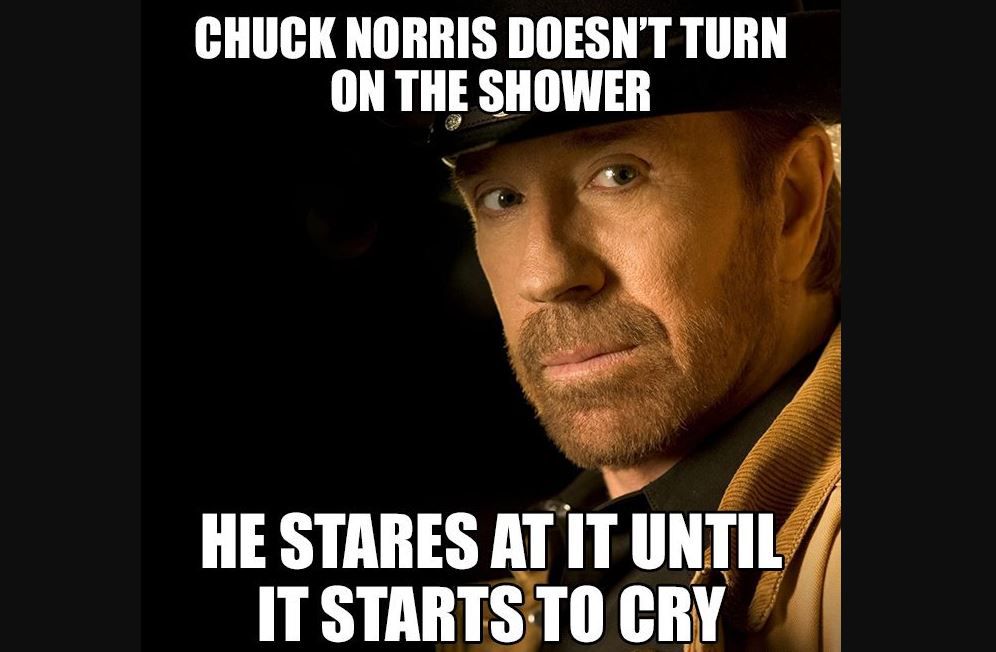 CHUCK NORRIS DOESN'T TURN
ON THE SHOWER
HE STARES AT IT UNTIL
IT STARTS TO CRY